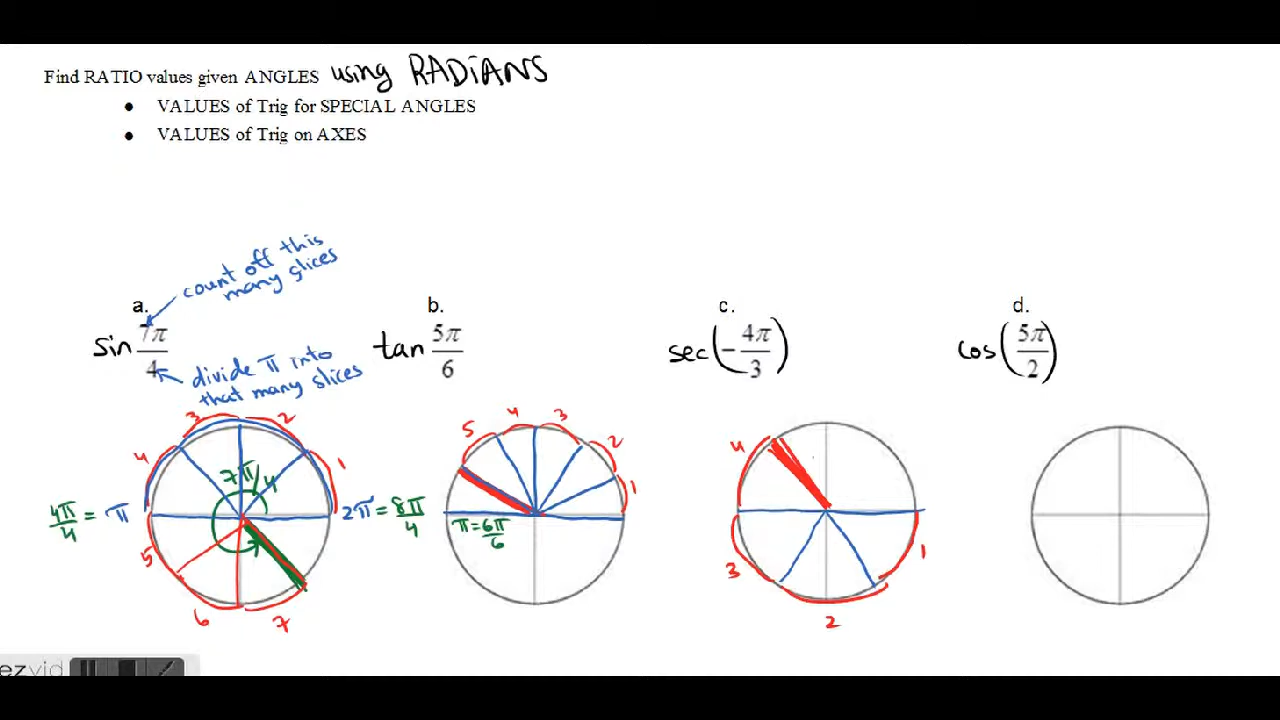 Find RATIO values given ANGLES using RADIANS
• VALUES of Trig for SPECIAL ANGLES
• VALUES of Trig on AXES
count off this
many slices
a. b. c. d.
sin 7π/4 tan 5π/6 sec(-4π/3) cos(5π/2)
divide π into
that many slices
3 2 4 3 4
4 1 5 2
7π/4 1
4π/4 = π 2π = 8π/4 π = 6π/6
5 3 1
6 7 2
ezvid